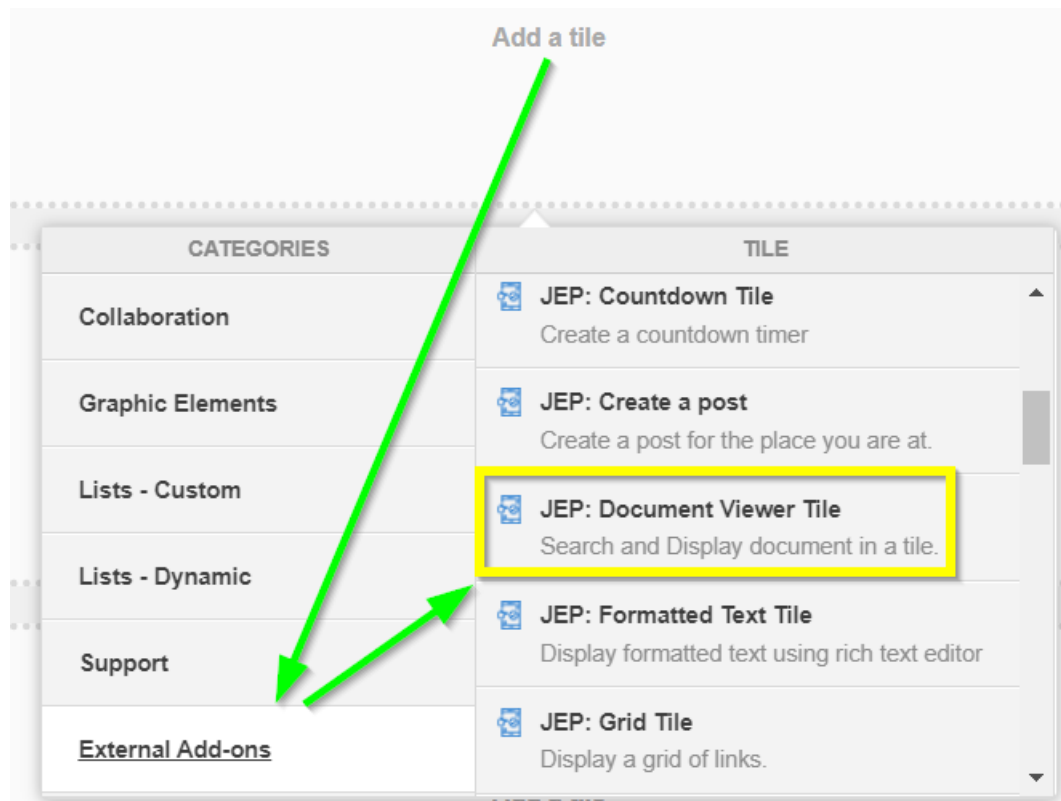 Add a tile
CATEGORIES
TILE
Collaboration
Graphic Elements
Lists - Custom
Lists - Dynamic
Support
External Add-ons
JEP: Countdown Tile
Create a countdown timer
JEP: Create a post
Create a post for the place you are at.
JEP: Document Viewer Tile
Search and Display document in a tile.
JEP: Formatted Text Tile
Display formatted text using rich text editor
JEP: Grid Tile
Display a grid of links.